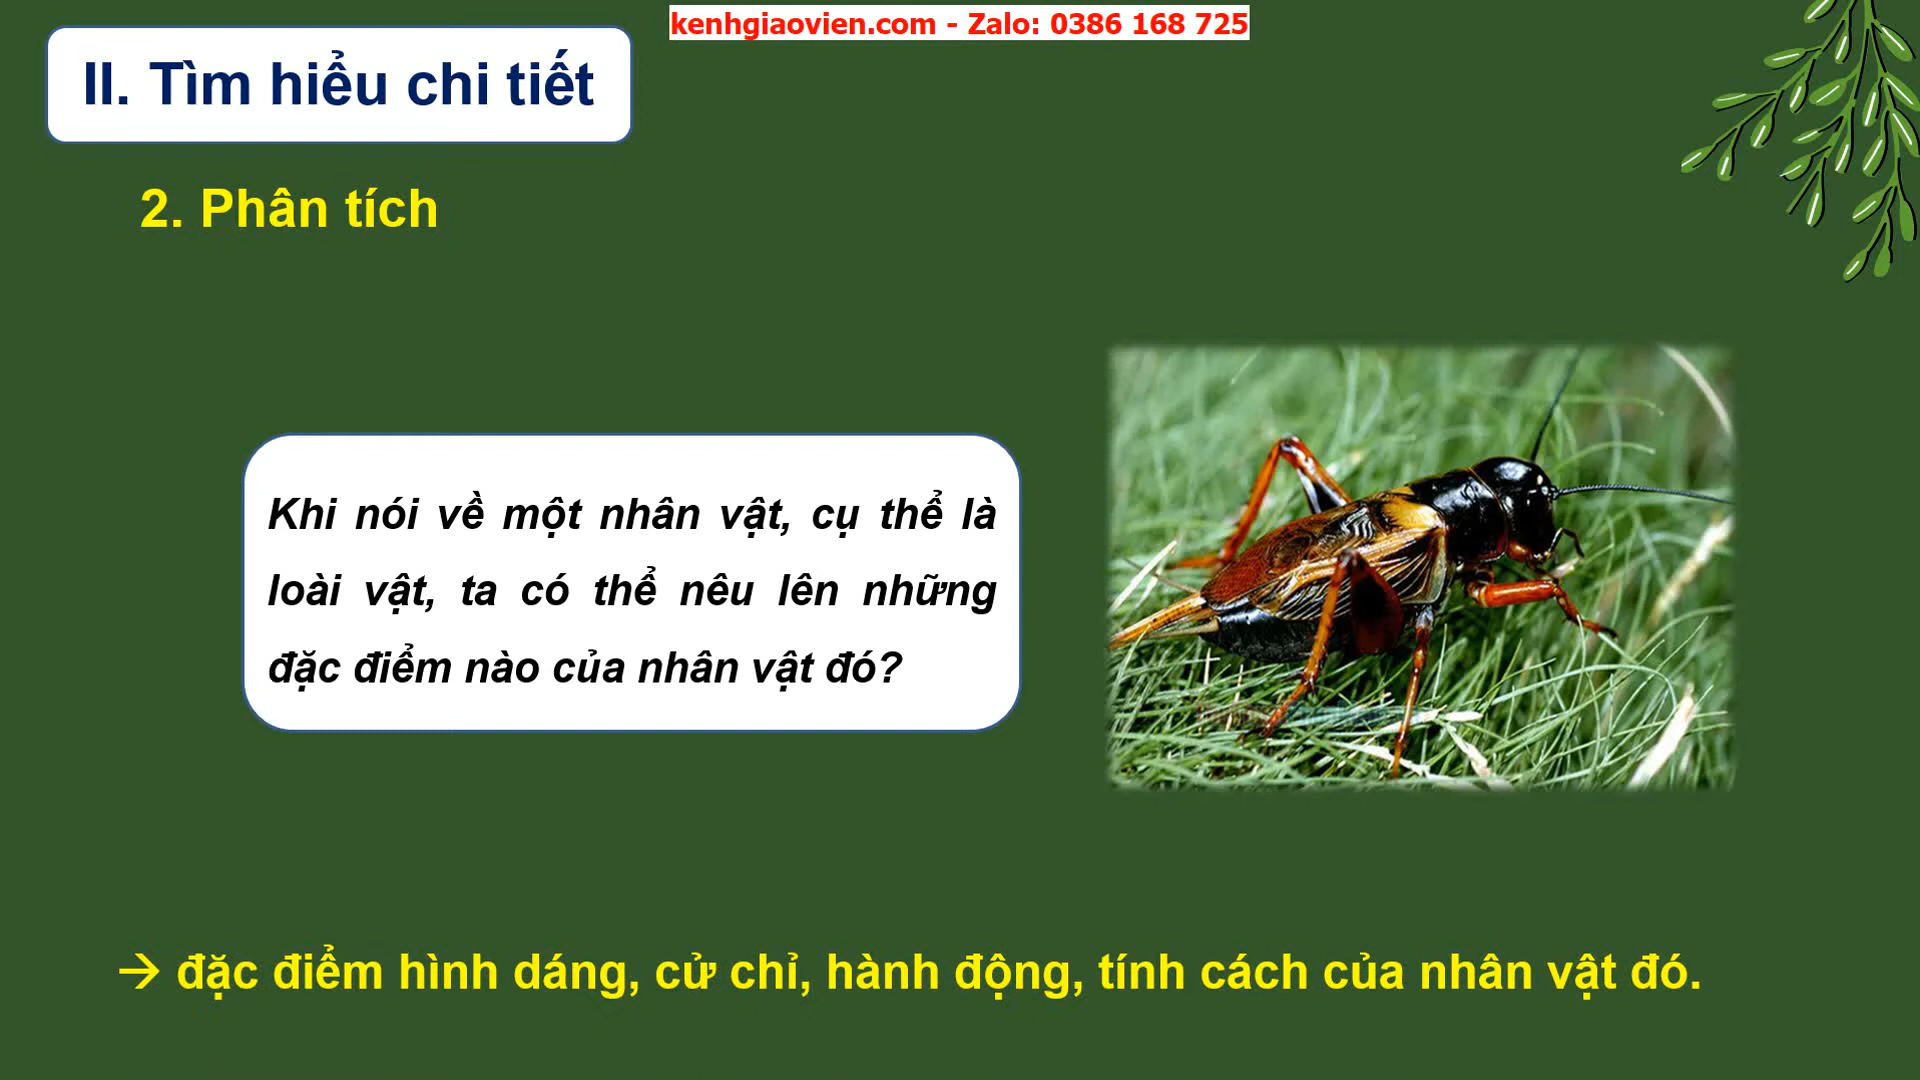 kenhgiaovien.com - Zalo: 0386 168 725
II. Tìm hiểu chi tiết
2. Phân tích
Khi nói về một nhân vật, cụ thể là
loài vật, ta có thể nêu lên những
đặc điểm nào của nhân vật đó?
→ đặc điểm hình dáng, cử chỉ, hành động, tính cách của nhân vật đó.